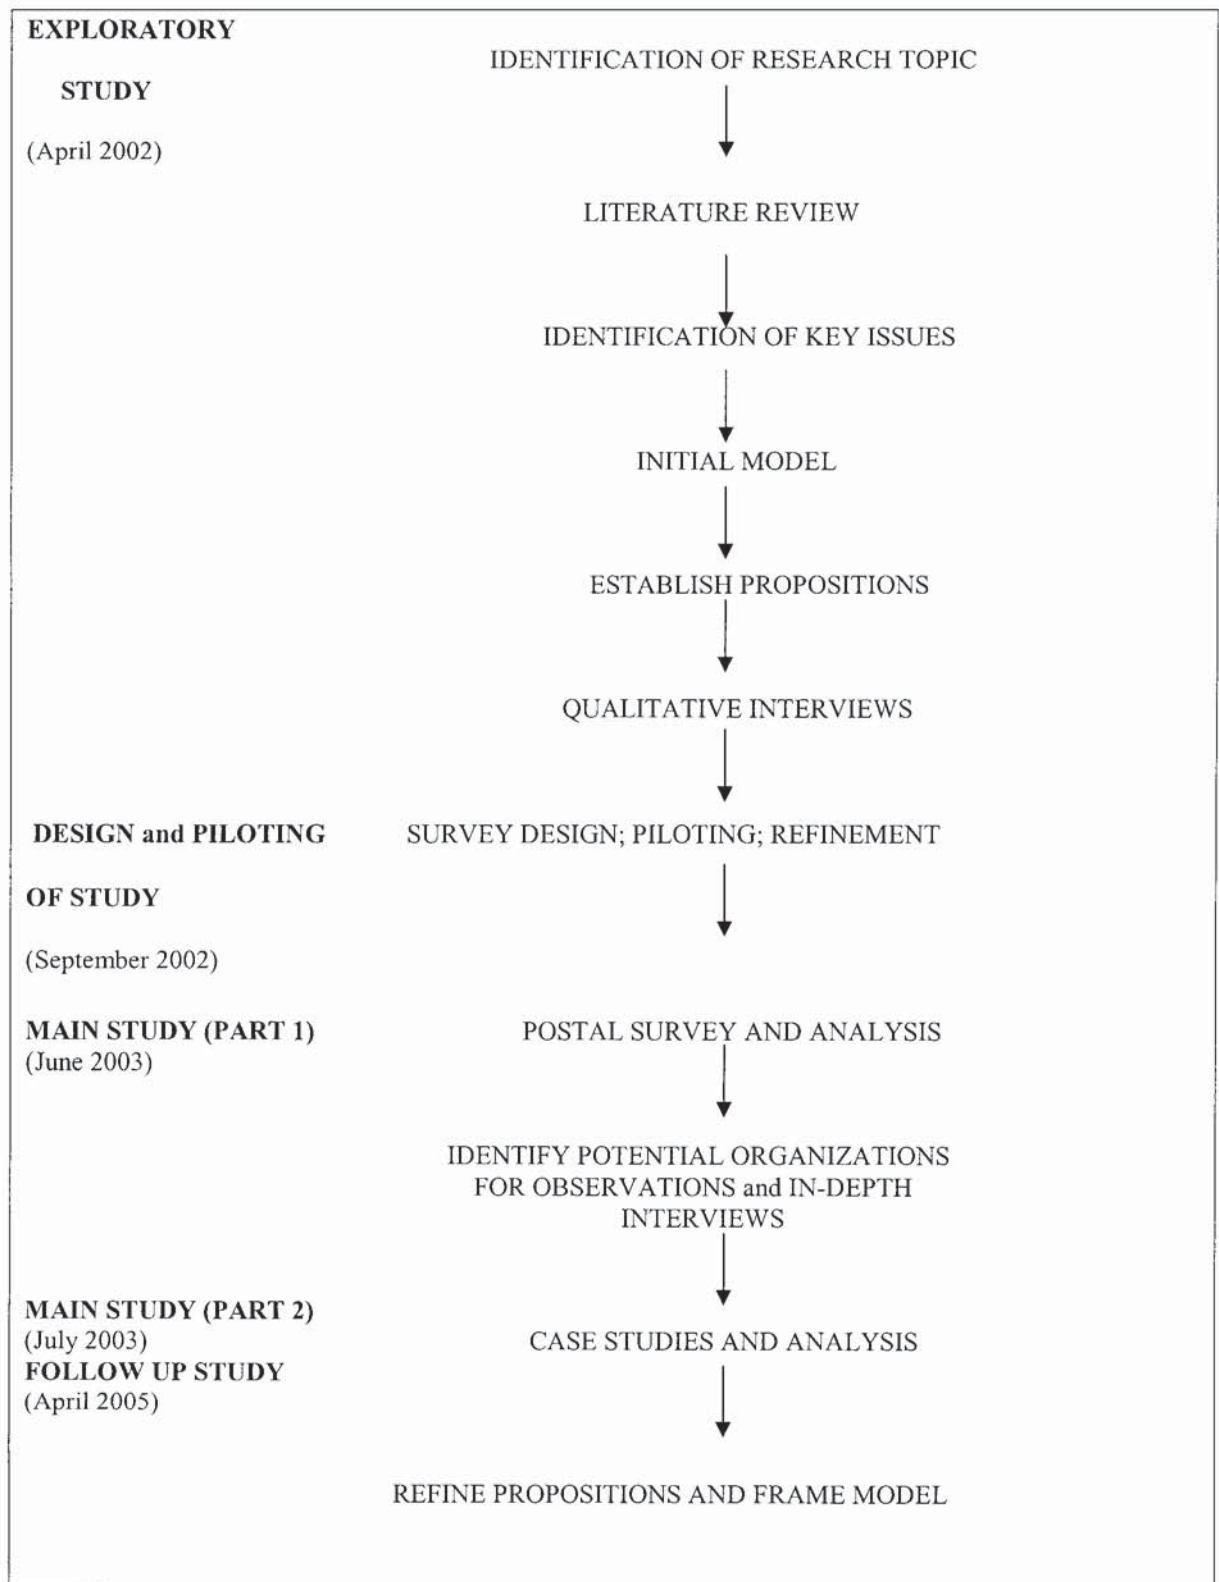 EXPLORATORY
IDENTIFICATION OF RESEARCH TOPIC
STUDY
(April 2002)
LITERATURE REVIEW
IDENTIFICATION OF KEY ISSUES
INITIAL MODEL
ESTABLISH PROPOSITIONS
QUALITATIVE INTERVIEWS
DESIGN and PILOTING
SURVEY DESIGN; PILOTING; REFINEMENT
OF STUDY
(September 2002)
MAIN STUDY (PART 1)
POSTAL SURVEY AND ANALYSIS
(June 2003)
IDENTIFY POTENTIAL ORGANIZATIONS
FOR OBSERVATIONS and IN-DEPTH
INTERVIEWS
MAIN STUDY (PART 2)
(July 2003)
CASE STUDIES AND ANALYSIS
FOLLOW UP STUDY
(April 2005)
REFINE PROPOSITIONS AND FRAME MODEL